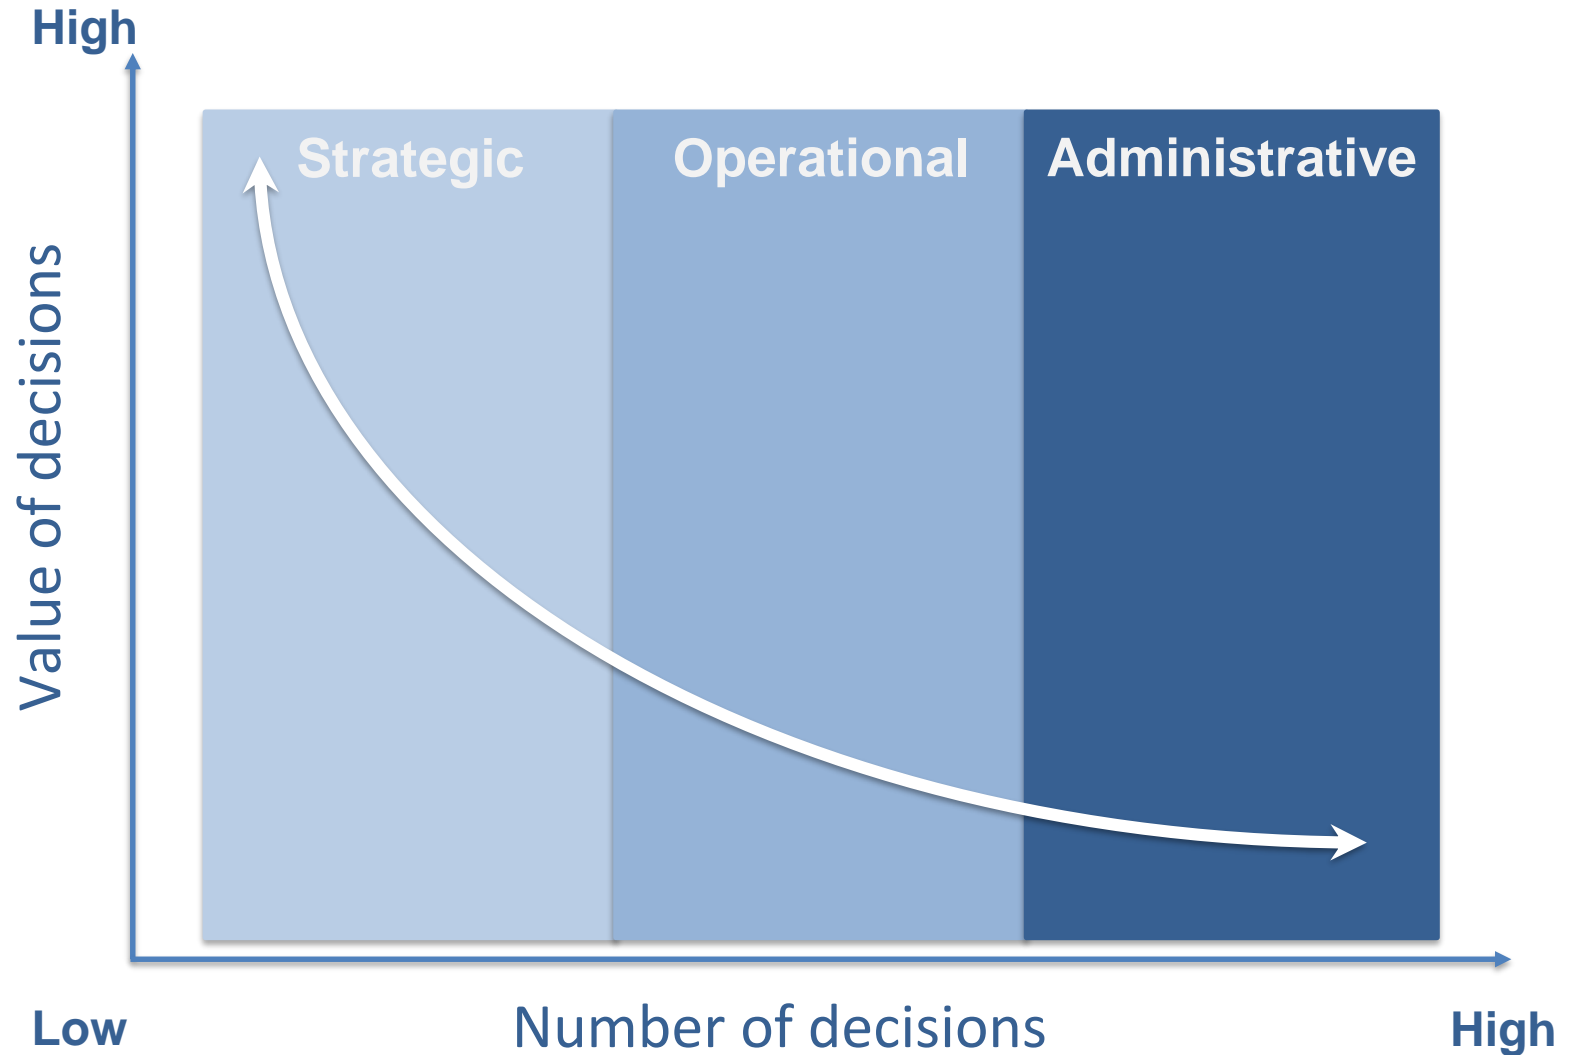 High
Strategic
Operational
Administrative
Value of decisions
Low
Number of decisions
High